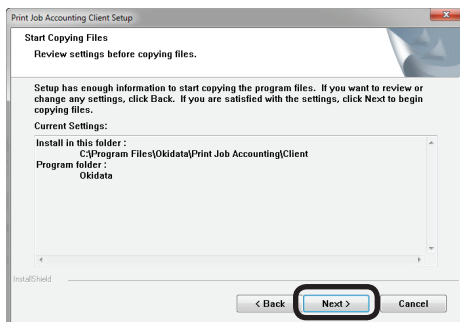 Print Job Accounting Client Setup
Start Copying Files
Review settings before copying files.
Setup has enough information to start copying the program files. If you want to review or
change any settings, click Back. If you are satisfied with the settings, click Next to begin
copying files.
Current Settings:
Install in this folder :
C:\Program Files\Okidata\Print Job Accounting\Client
Program folder :
Okidata
InstallShield
< Back Next > Cancel